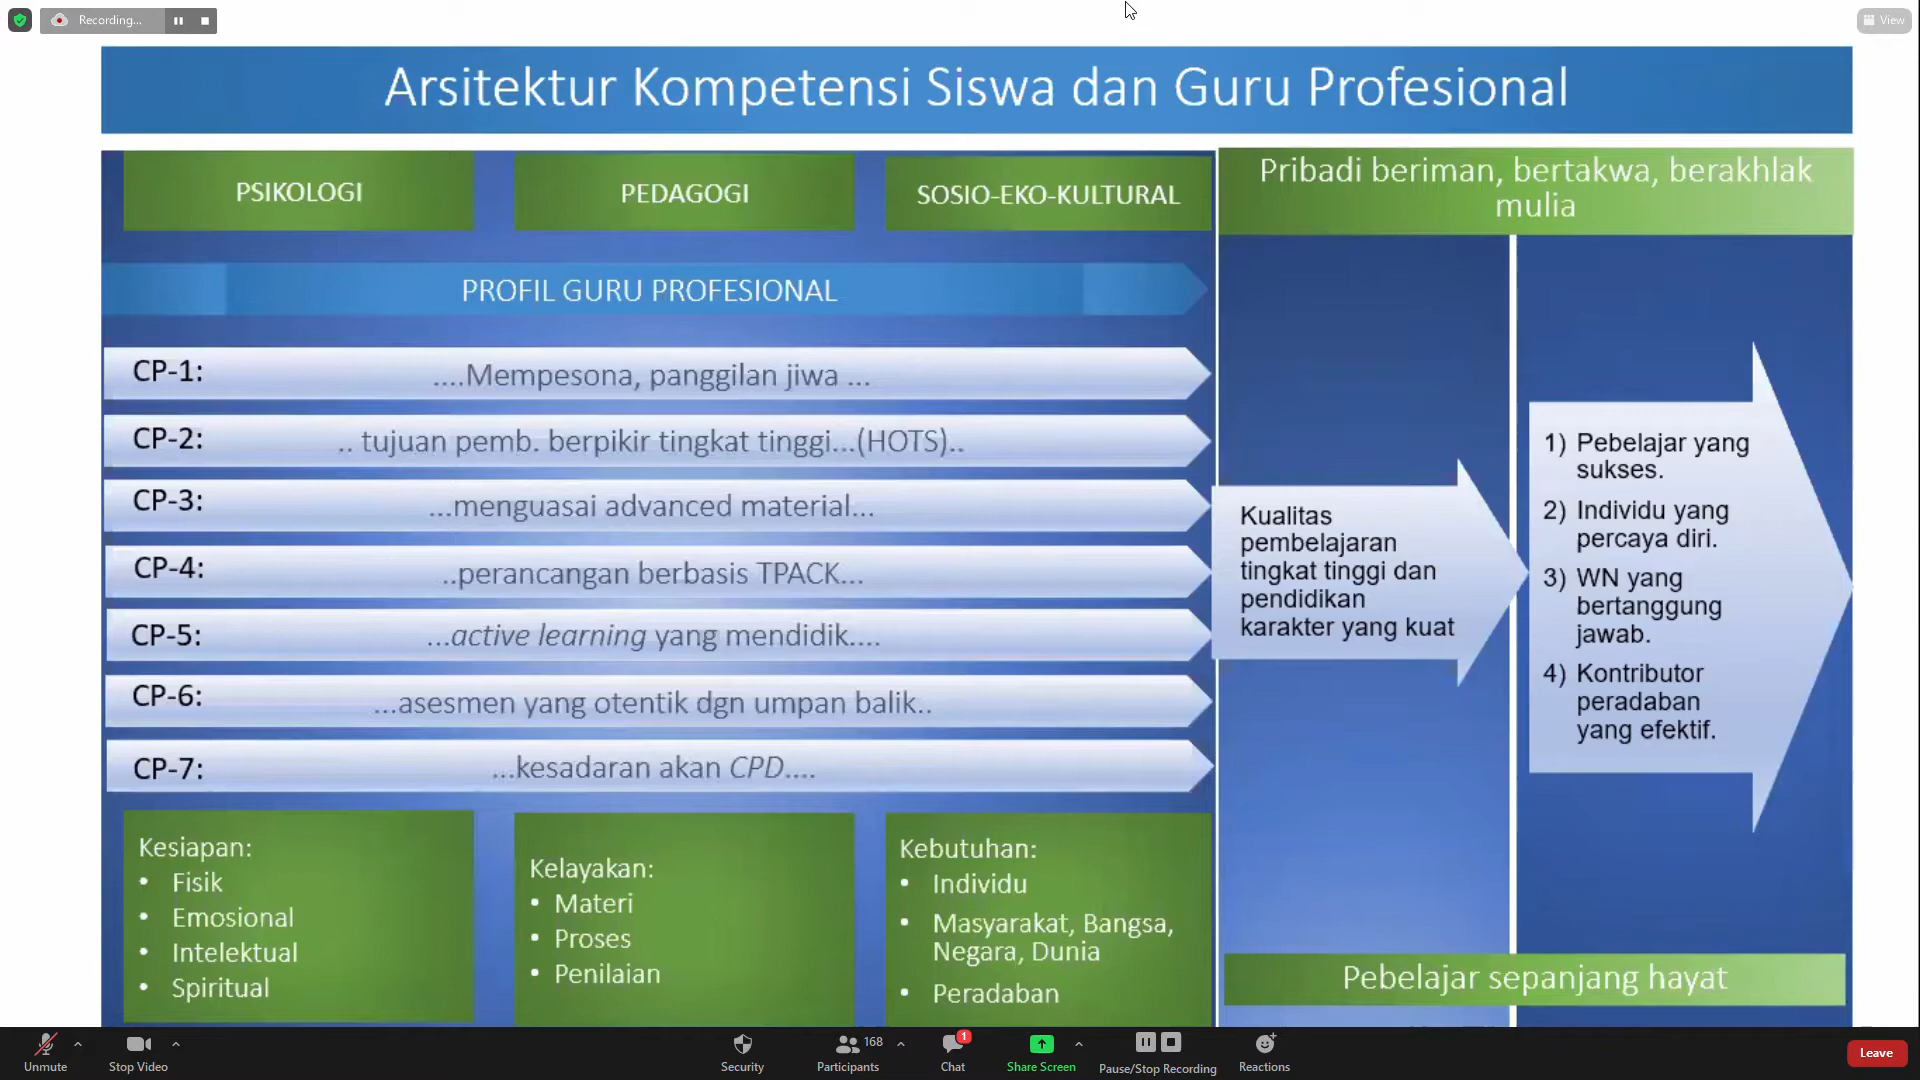 Recording...
View
Arsitektur Kompetensi Siswa dan Guru Profesional
PSIKOLOGI
PEDAGOGI
SOSIO-EKO-KULTURAL
Pribadi beriman, bertakwa, berakhlak
mulia
PROFIL GURU PROFESIONAL
CP-1: ....Mempesona, panggilan jiwa ...
CP-2: .. tujuan pemb. berpikir tingkat tinggi...(HOTS)..
CP-3: ...menguasai advanced material...
CP-4: ..perancangan berbasis TPACK...
CP-5: ...active learning yang mendidik....
CP-6: ...asesmen yang otentik dgn umpan balik..
CP-7: ...kesadaran akan CPD....
Kualitas
pembelajaran
tingkat tinggi dan
pendidikan
karakter yang kuat
1) Pebelajar yang
sukses.
2) Individu yang
percaya diri.
3) WN yang
bertanggung
jawab.
4) Kontributor
peradaban
yang efektif.
Kesiapan:
• Fisik
• Emosional
• Intelektual
• Spiritual
Kelayakan:
• Materi
• Proses
• Penilaian
Kebutuhan:
• Individu
• Masyarakat, Bangsa,
Negara, Dunia
• Peradaban
Pebelajar sepanjang hayat
Unmute
Stop Video
Security
Participants 168
Chat 1
Share Screen
Pause/Stop Recording
Reactions
Leave